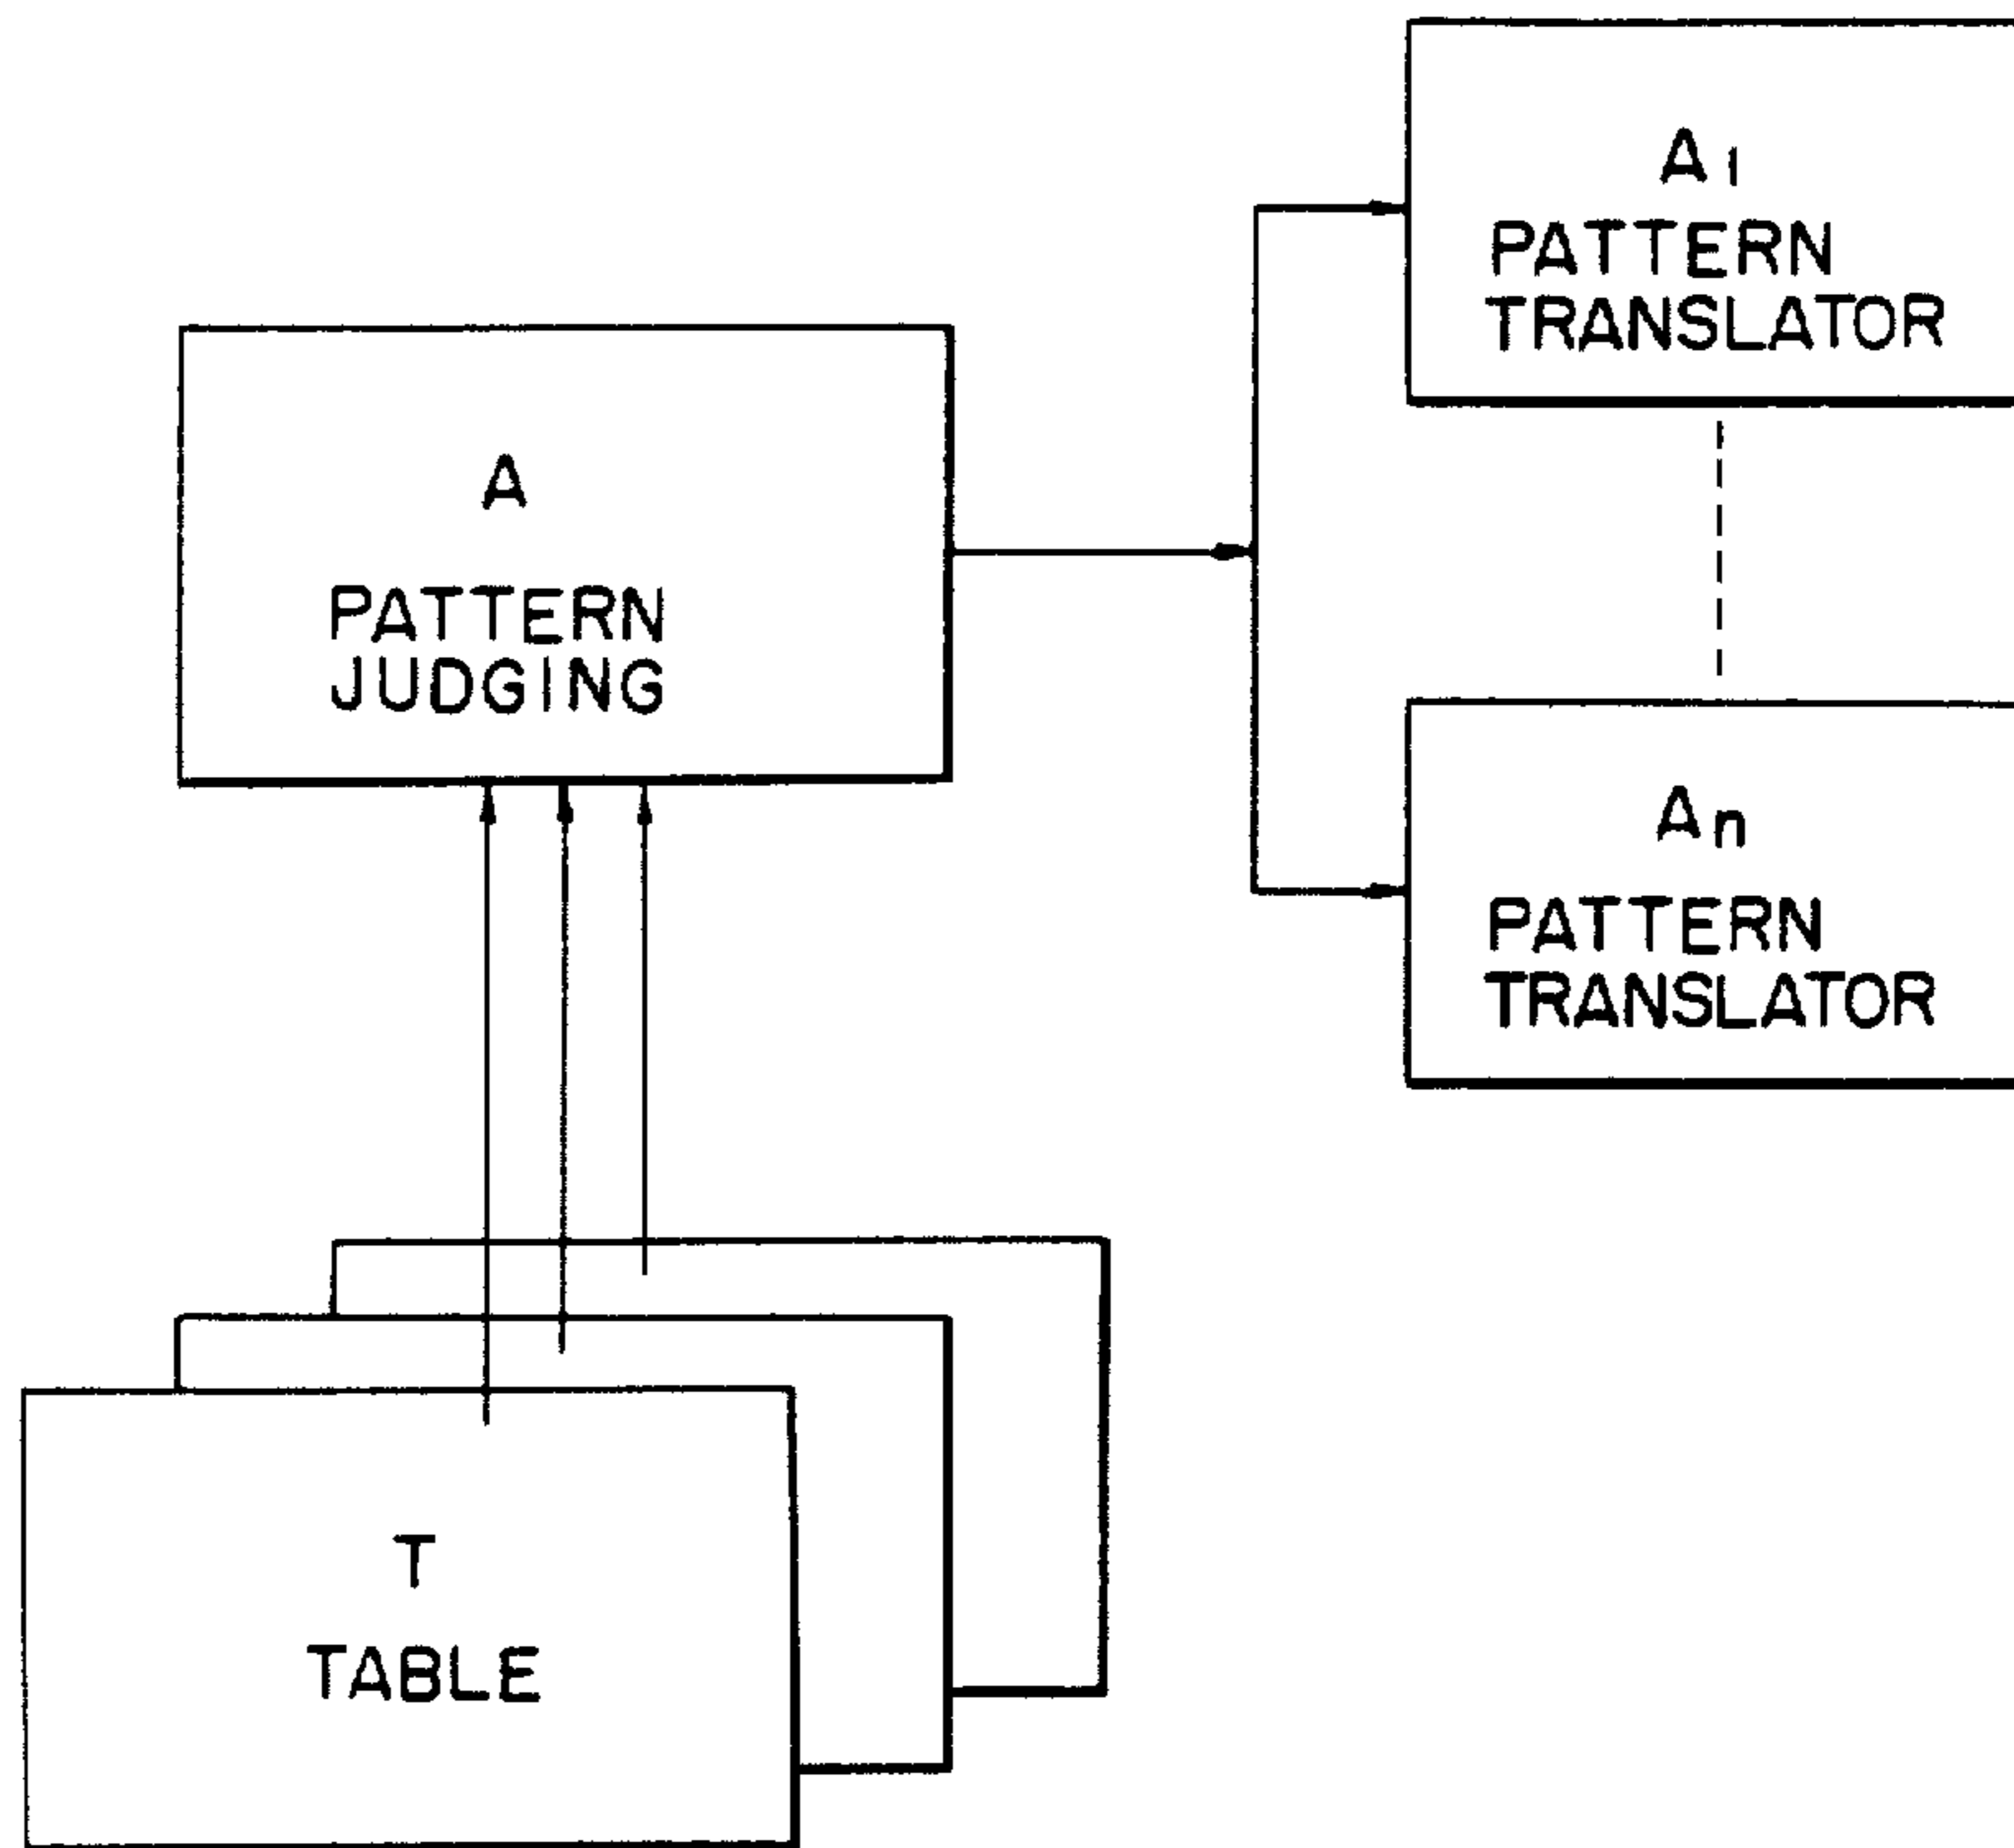 A
PATTERN
JUDGING
A1
PATTERN
TRANSLATOR
An
PATTERN
TRANSLATOR
T
TABLE